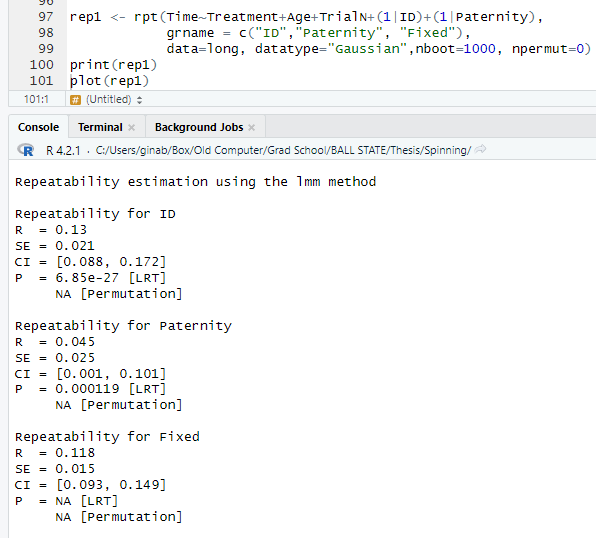 97 rep1 <- rpt(Time~Treatment+Age+TrialN+(1|ID)+(1|Paternity),
98 grname = c("ID","Paternity", "Fixed"),
99 data=long, datatype="Gaussian",nboot=1000, npermut=0)
100 print(rep1)
101 plot(rep1)
101:1 # (Untitled)
Console Terminal Background Jobs
R R 4.2.1 · C:/Users/ginab/Box/Old Computer/Grad School/BALL STATE/Thesis/Spinning/
Repeatability estimation using the lmm method
Repeatability for ID
R = 0.13
SE = 0.021
CI = [0.088, 0.172]
P = 6.85e-27 [LRT]
NA [Permutation]
Repeatability for Paternity
R = 0.045
SE = 0.025
CI = [0.001, 0.101]
P = 0.000119 [LRT]
NA [Permutation]
Repeatability for Fixed
R = 0.118
SE = 0.015
CI = [0.093, 0.149]
P = NA [LRT]
NA [Permutation]